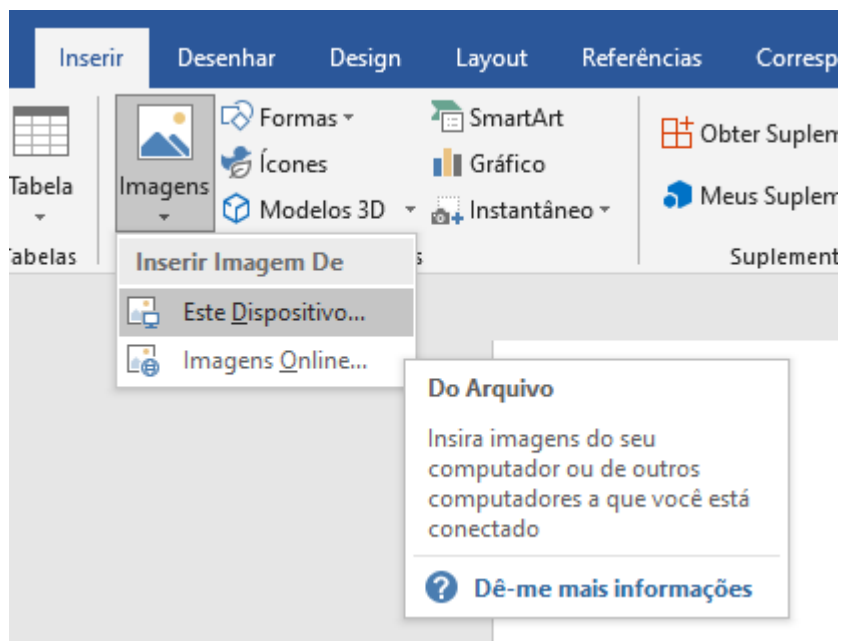 Inserir Desenhar Design Layout Referências Corresp
Formas SmartArt
Obter Suplem
Ícones Gráfico
Tabela Imagens
Meus Suplem
Modelos 3D Instantâneo
abelas s Suplement
Inserir Imagem De
Este Dispositivo...
Imagens Online...
Do Arquivo
Insira imagens do seu
computador ou de outros
computadores a que você está
conectado
Dê-me mais informações